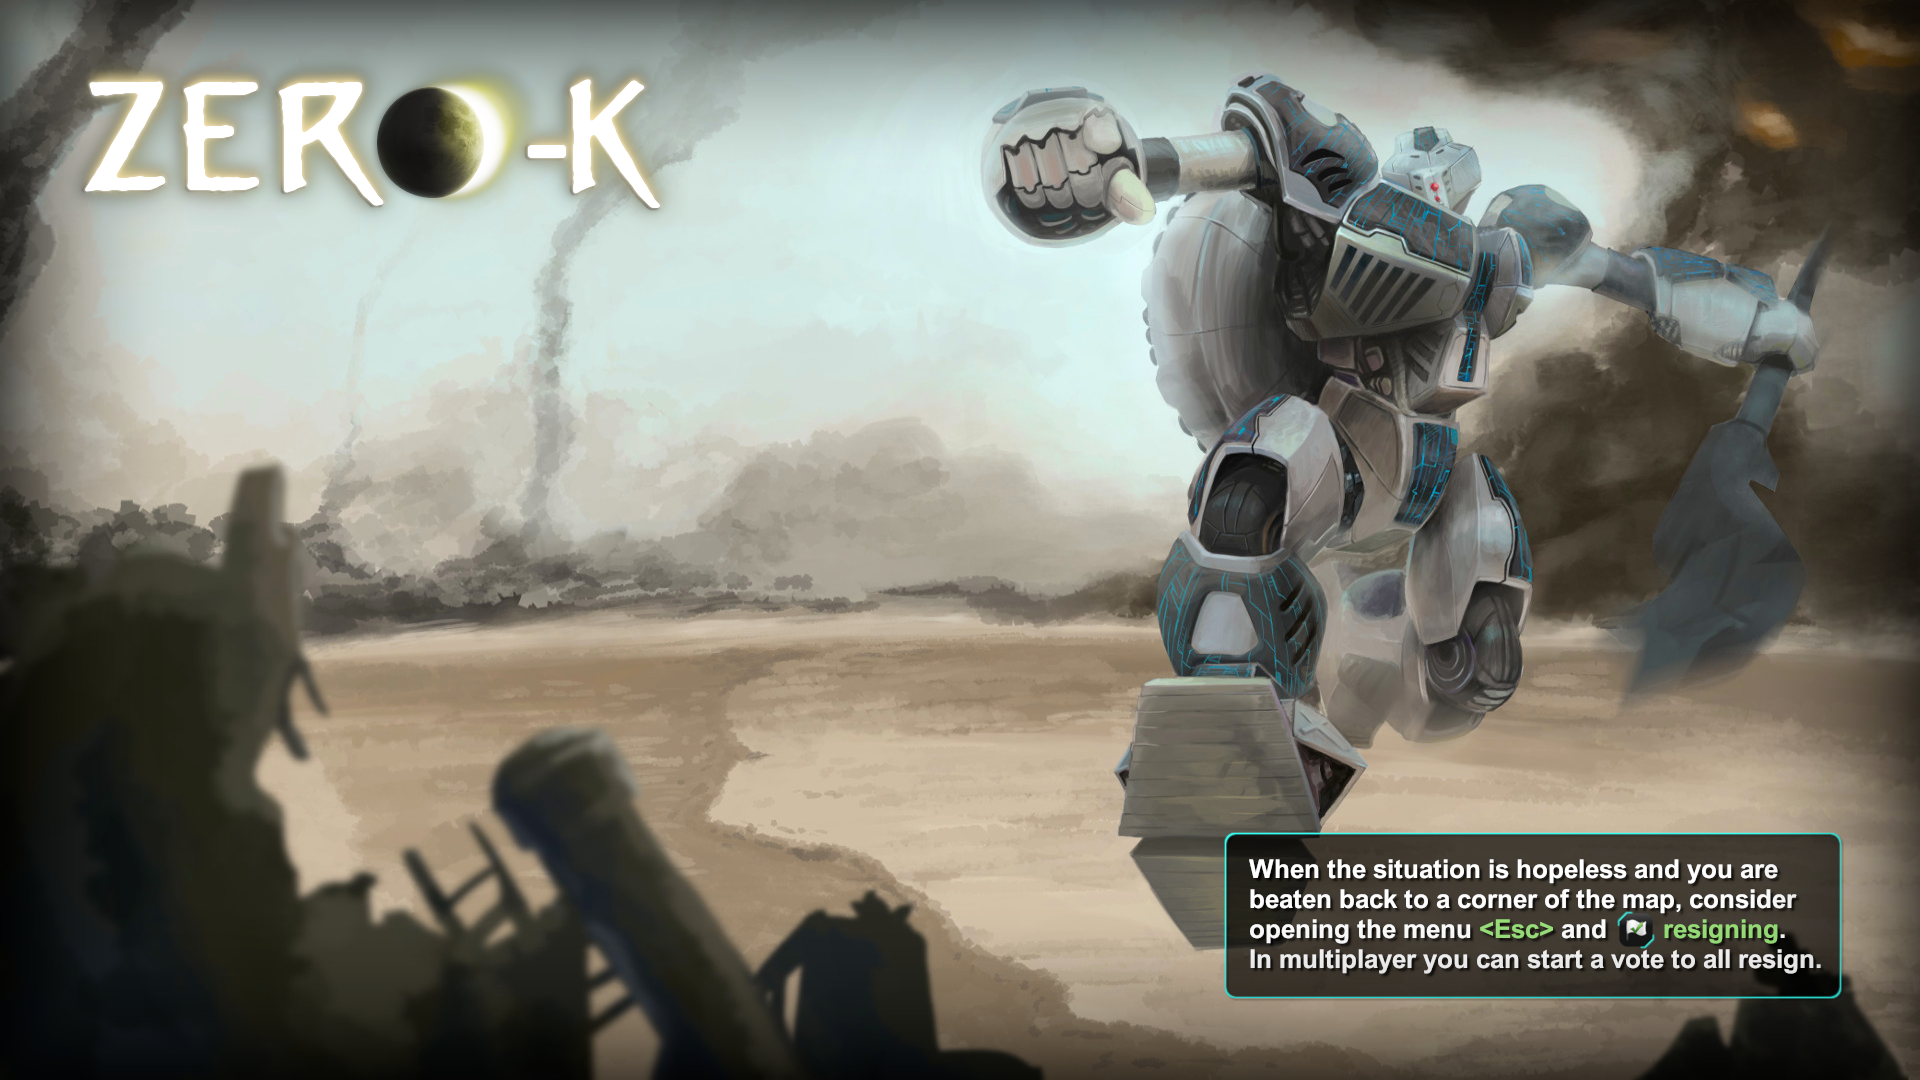 ZERO-K
When the situation is hopeless and you are
beaten back to a corner of the map, consider
opening the menu <Esc> and resigning.
In multiplayer you can start a vote to all resign.